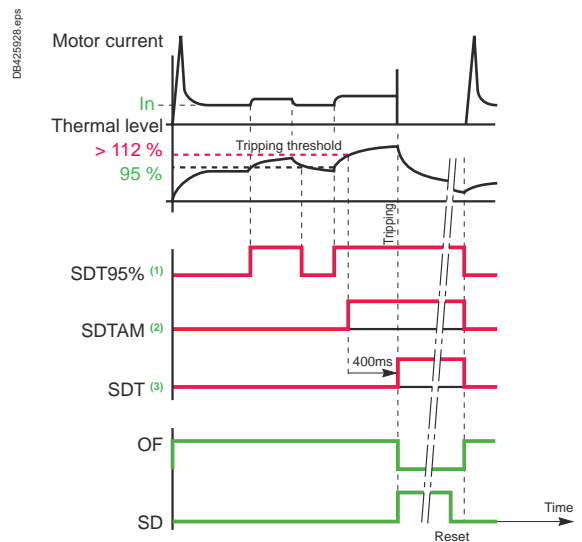 DB425928.eps
Motor current
In
Thermal level
> 112 %
Tripping threshold
95 %
Tripping
SDT95% (1)
SDTAM (2)
400ms
SDT (3)
OF
SD
Time
Reset